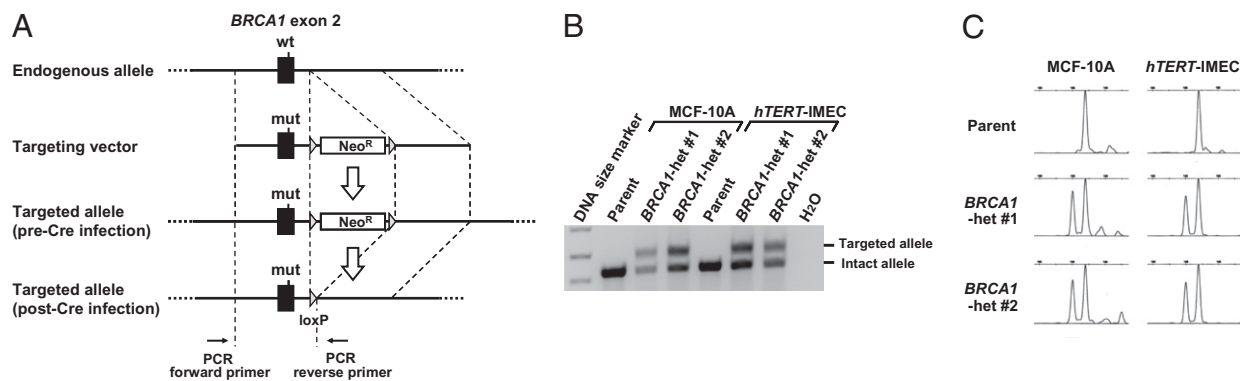 A
BRCA1 exon 2
wt
Endogenous allele
mut
Targeting vector
NeoR
mut
Targeted allele
(pre-Cre infection)
NeoR
mut
Targeted allele
(post-Cre infection)
loxP
PCR
forward primer
PCR
reverse primer
B
MCF-10A
hTERT-IMEC
DNA size marker
Parent
BRCA1-het #1
BRCA1-het #2
Parent
BRCA1-het #1
BRCA1-het #2
H2O
Targeted allele
Intact allele
C
MCF-10A
hTERT-IMEC
Parent
BRCA1
-het #1
BRCA1
-het #2